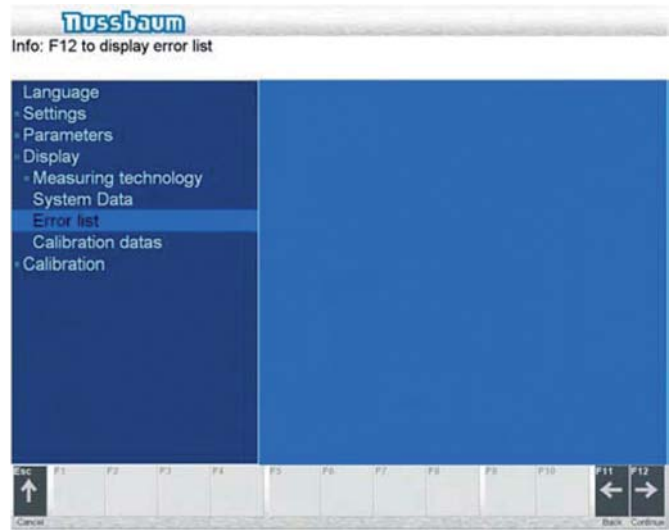 Nussbaum
Info: F12 to display error list
Language
Settings
Parameters
Display
Measuring technology
System Data
Error list
Calibration datas
Calibration
Esc F1 F2 F3 F4 F5 F6 F7 F8 F9 F10 F11 F12
Cancel Back Continue